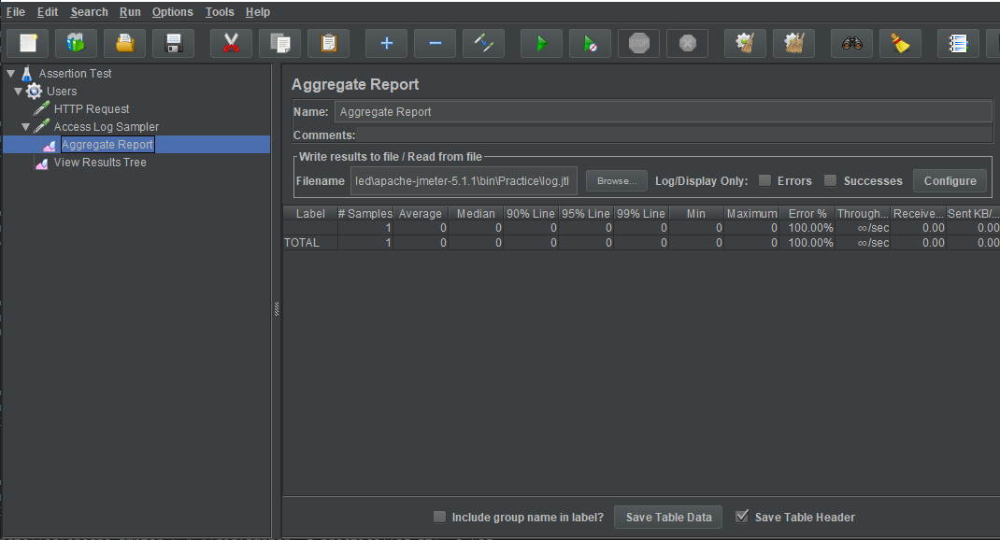 File Edit Search Run Options Tools Help
STOP
Assertion Test
Users
HTTP Request
Access Log Sampler
Aggregate Report
View Results Tree
Aggregate Report
Name: Aggregate Report
Comments:
Write results to file / Read from file
Filename led\apache-jmeter-5.1.1\bin\Practice\log.jtl Browse... Log/Display Only: Errors Successes Configure
Label # Samples Average Median 90% Line 95% Line 99% Line Min Maximum Error % Through... Receive... Sent KB/...
1 0 0 0 0 0 0 0 100.00% ∞/sec 0.00 0.00
TOTAL 1 0 0 0 0 0 0 0 100.00% ∞/sec 0.00 0.00
Include group name in label? Save Table Data Save Table Header